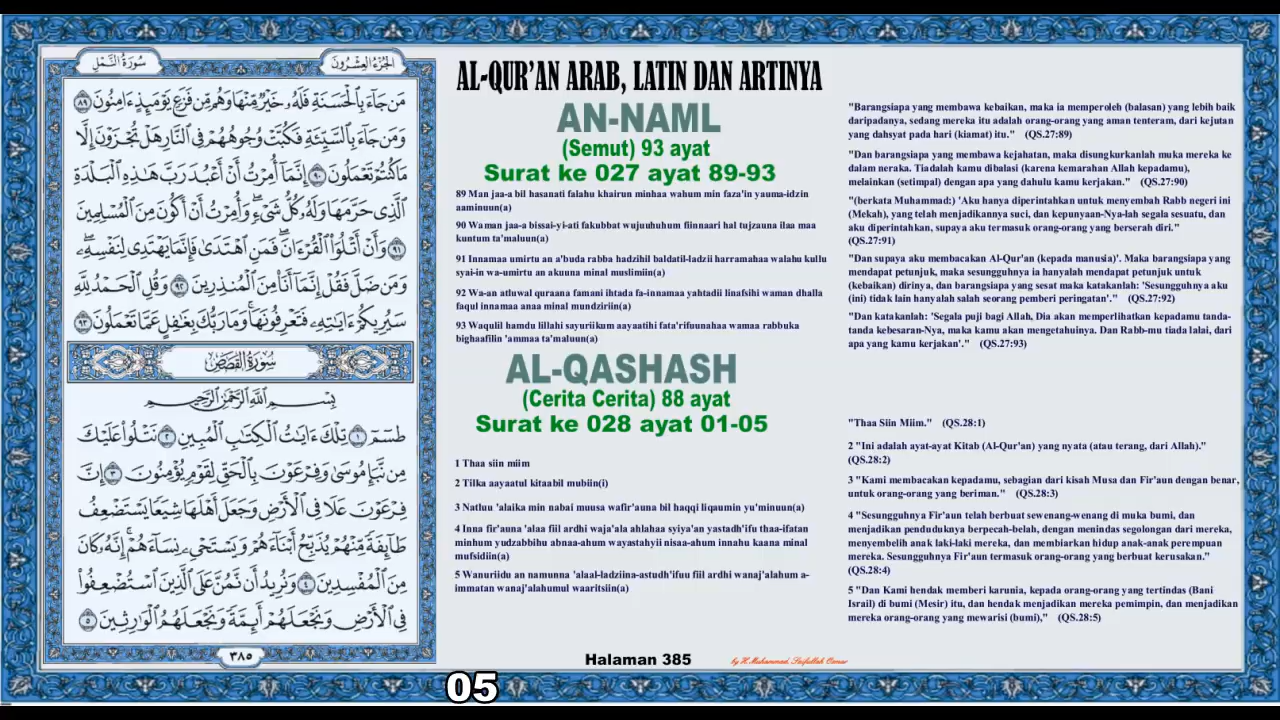 سُورَةُ النَّمْلِ
الجُزْءُ العِشْرُونَ
مَن جَاءَ بِالْحَسَنَةِ فَلَهُ خَيْرٌ مِّنْهَا وَهُم مِّن فَزَعٍ يَوْمَئِذٍ ءَامِنُونَ ٨٩
وَمَن جَاءَ بِالسَّيِّئَةِ فَكُبَّتْ وُجُوهُهُمْ فِي النَّارِ هَلْ تُجْزَوْنَ إِلَّا
مَا كُنتُمْ تَعْمَلُونَ ٩٠ إِنَّمَا أُمِرْتُ أَنْ أَعْبُدَ رَبَّ هَٰذِهِ الْبَلْدَةِ
الَّذِي حَرَّمَهَا وَلَهُ كُلُّ شَيْءٍ وَأُمِرْتُ أَنْ أَكُونَ مِنَ الْمُسْلِمِينَ
٩١ وَأَنْ أَتْلُوَا الْقُرْءَانَ فَمَنِ اهْتَدَىٰ فَإِنَّمَا يَهْتَدِي لِنَفْسِهِ
وَمَن ضَلَّ فَقُلْ إِنَّمَا أَنَا مِنَ الْمُنذِرِينَ ٩٢ وَقُلِ الْحَمْدُ لِلَّهِ
سَيُرِيكُمْ ءَايَاتِهِ فَتَعْرِفُونَهَا وَمَا رَبُّكَ بِغَافِلٍ عَمَّا تَعْمَلُونَ ٩٣
سُورَةُ القَصَصِ
بِسْمِ اللَّهِ الرَّحْمَٰنِ الرَّحِيمِ
طسم ١ تِلْكَ ءَايَاتُ الْكِتَابِ الْمُبِينِ ٢ نَتْلُوا عَلَيْكَ
مِن نَّبَإِ مُوسَىٰ وَفِرْعَوْنَ بِالْحَقِّ لِقَوْمٍ يُؤْمِنُونَ ٣ إِنَّ
فِرْعَوْنَ عَلَا فِي الْأَرْضِ وَجَعَلَ أَهْلَهَا شِيَعًا يَسْتَضْعِفُ
طَائِفَةً مِّنْهُمْ يُذَبِّحُ أَبْنَاءَهُمْ وَيَسْتَحْيِي نِسَاءَهُمْ إِنَّهُ كَانَ
مِنَ الْمُفْسِدِينَ ٤ وَنُرِيدُ أَن نَّمُنَّ عَلَى الَّذِينَ اسْتُضْعِفُوا
فِي الْأَرْضِ وَنَجْعَلَهُمْ أَئِمَّةً وَنَجْعَلَهُمُ الْوَارِثِينَ ٥
٣٨٥
AL-QUR'AN ARAB, LATIN DAN ARTINYA
AN-NAML
(Semut) 93 ayat
Surat ke 027 ayat 89-93
89 Man jaa-a bil hasanati falahu khairun minhaa wahum min faza'in yauma-idzin
aaminuun(a)
90 Waman jaa-a bissai-yi-ati fakubbat wujuuhuhum fiinnaari hal tujzauna ilaa maa
kuntum ta'maluun(a)
91 Innamaa umirtu an a'buda rabba hadzihil baldatil-ladzii harramahaa walahu kullu
syai-in wa-umirtu an akuuna minal muslimiin(a)
92 Wa-an atluwal quraana famani ihtada fa-innamaa yahtadii linafsihi waman dhalla
faqul innamaa anaa minal mundziriin(a)
93 Waqulil hamdu lillahi sayuriikum aayaatihi fata'rifuunahaa wamaa rabbuka
bighaafilin 'ammaa ta'maluun(a)
AL-QASHASH
(Cerita Cerita) 88 ayat
Surat ke 028 ayat 01-05
1 Thaa siin miim
2 Tilka aayaatul kitaabil mubiin(i)
3 Natluu 'alaika min nabai muusa wafir'auna bil haqqi liqaumin yu'minuun(a)
4 Inna fir'auna 'alaa fiil ardhi waja'ala ahlahaa syiya'an yastadh'ifu thaa-ifatan
minhum yudzabbihu abnaa-ahum wayastahyii nisaa-ahum innahu kaana minal
mufsidiin(a)
5 Wanuriidu an namunna 'alaal-ladziina-astudh'ifuu fiil ardhi wanaj'alahum a-
immatan wanaj'alahumul waaritsiin(a)
"Barangsiapa yang membawa kebaikan, maka ia memperoleh (balasan) yang lebih baik
daripadanya, sedang mereka itu adalah orang-orang yang aman tenteram, dari kejutan
yang dahsyat pada hari (kiamat) itu." (QS.27:89)
"Dan barangsiapa yang membawa kejahatan, maka disungkurkanlah muka mereka ke
dalam neraka. Tiadalah kamu dibalasi (karena kemarahan Allah kepadamu),
melainkan (setimpal) dengan apa yang dahulu kamu kerjakan." (QS.27:90)
"(berkata Muhammad:) 'Aku hanya diperintahkan untuk menyembah Rabb negeri ini
(Mekah), yang telah menjadikannya suci, dan kepunyaan-Nya-lah segala sesuatu, dan
aku diperintahkan, supaya aku termasuk orang-orang yang berserah diri."
(QS.27:91)
"Dan supaya aku membacakan Al-Qur'an (kepada manusia)'. Maka barangsiapa yang
mendapat petunjuk, maka sesungguhnya ia hanyalah mendapat petunjuk untuk
(kebaikan) dirinya, dan barangsiapa yang sesat maka katakanlah: 'Sesungguhnya aku
(ini) tidak lain hanyalah salah seorang pemberi peringatan'." (QS.27:92)
"Dan katakanlah: 'Segala puji bagi Allah, Dia akan memperlihatkan kepadamu tanda-
tanda kebesaran-Nya, maka kamu akan mengetahuinya. Dan Rabb-mu tiada lalai, dari
apa yang kamu kerjakan'." (QS.27:93)
"Thaa Siin Miim." (QS.28:1)
2 "Ini adalah ayat-ayat Kitab (Al-Qur'an) yang nyata (atau terang, dari Allah)."
(QS.28:2)
3 "Kami membacakan kepadamu, sebagian dari kisah Musa dan Fir'aun dengan benar,
untuk orang-orang yang beriman." (QS.28:3)
4 "Sesungguhnya Fir'aun telah berbuat sewenang-wenang di muka bumi, dan
menjadikan penduduknya berpecah-belah, dengan menindas segolongan dari mereka,
menyembelih anak laki-laki mereka, dan membiarkan hidup anak-anak perempuan
mereka. Sesungguhnya Fir'aun termasuk orang-orang yang berbuat kerusakan."
(QS.28:4)
5 "Dan Kami hendak memberi karunia, kepada orang-orang yang tertindas (Bani
Israil) di bumi (Mesir) itu, dan hendak menjadikan mereka pemimpin, dan menjadikan
mereka orang-orang yang mewarisi (bumi)," (QS.28:5)
Halaman 385
by H. Muhammad Saifullah Oemar
05